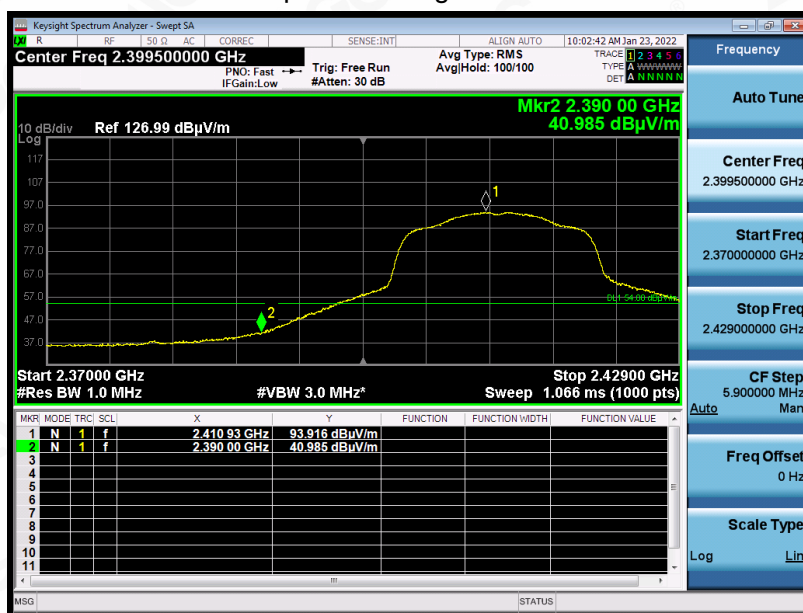 Keysight Spectrum Analyzer - Swept SA
LXI R RF 50 Ω AC CORREC SENSE:INT ALIGN AUTO 10:02:42 AM Jan 23, 2022
Center Freq 2.399500000 GHz
PNO: Fast
IFGain:Low
Trig: Free Run
#Atten: 30 dB
Avg Type: RMS
Avg|Hold: 100/100
TRACE 1 2 3 4 5 6
TYPE A WWWWW
DET A N N N N N
Mkr2 2.390 00 GHz
40.985 dBµV/m
10 dB/div Ref 126.99 dBµV/m
Log
117
107
97.0
87.0
77.0
67.0
57.0
47.0
37.0
1
2
DL1 54.00 dBµV/m
Start 2.37000 GHz Stop 2.42900 GHz
#Res BW 1.0 MHz #VBW 3.0 MHz* Sweep 1.066 ms (1000 pts)
MKR MODE TRC SCL X Y FUNCTION FUNCTION WIDTH FUNCTION VALUE
1 N 1 f 2.410 93 GHz 93.916 dBµV/m
2 N 1 f 2.390 00 GHz 40.985 dBµV/m
3
4
5
6
7
8
9
10
11
MSG STATUS
Frequency
Auto Tune
Center Freq
2.399500000 GHz
Start Freq
2.370000000 GHz
Stop Freq
2.429000000 GHz
CF Step
5.900000 MHz
Auto Man
Freq Offset
0 Hz
Scale Type
Log Lin